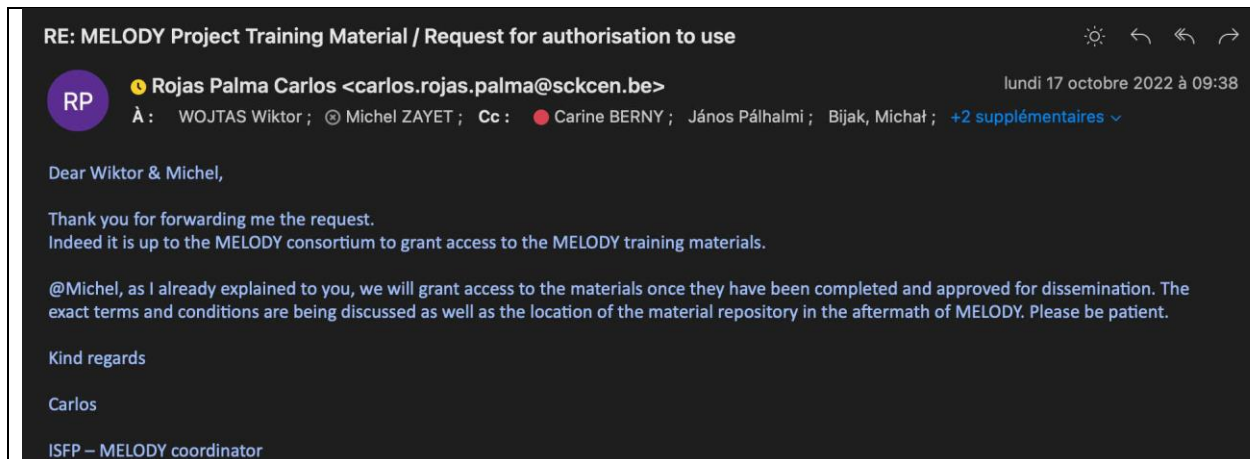 RE: MELODY Project Training Material / Request for authorisation to use
RP
Rojas Palma Carlos <carlos.rojas.palma@sckcen.be>
lundi 17 octobre 2022 à 09:38
À : WOJTAS Wiktor ; Michel ZAYET ; Cc : Carine BERNY ; János Pálhalmi ; Bijak, Michał ; +2 supplémentaires
Dear Wiktor & Michel,
Thank you for forwarding me the request.
Indeed it is up to the MELODY consortium to grant access to the MELODY training materials.
@Michel, as I already explained to you, we will grant access to the materials once they have been completed and approved for dissemination. The
exact terms and conditions are being discussed as well as the location of the material repository in the aftermath of MELODY. Please be patient.
Kind regards
Carlos
ISFP – MELODY coordinator